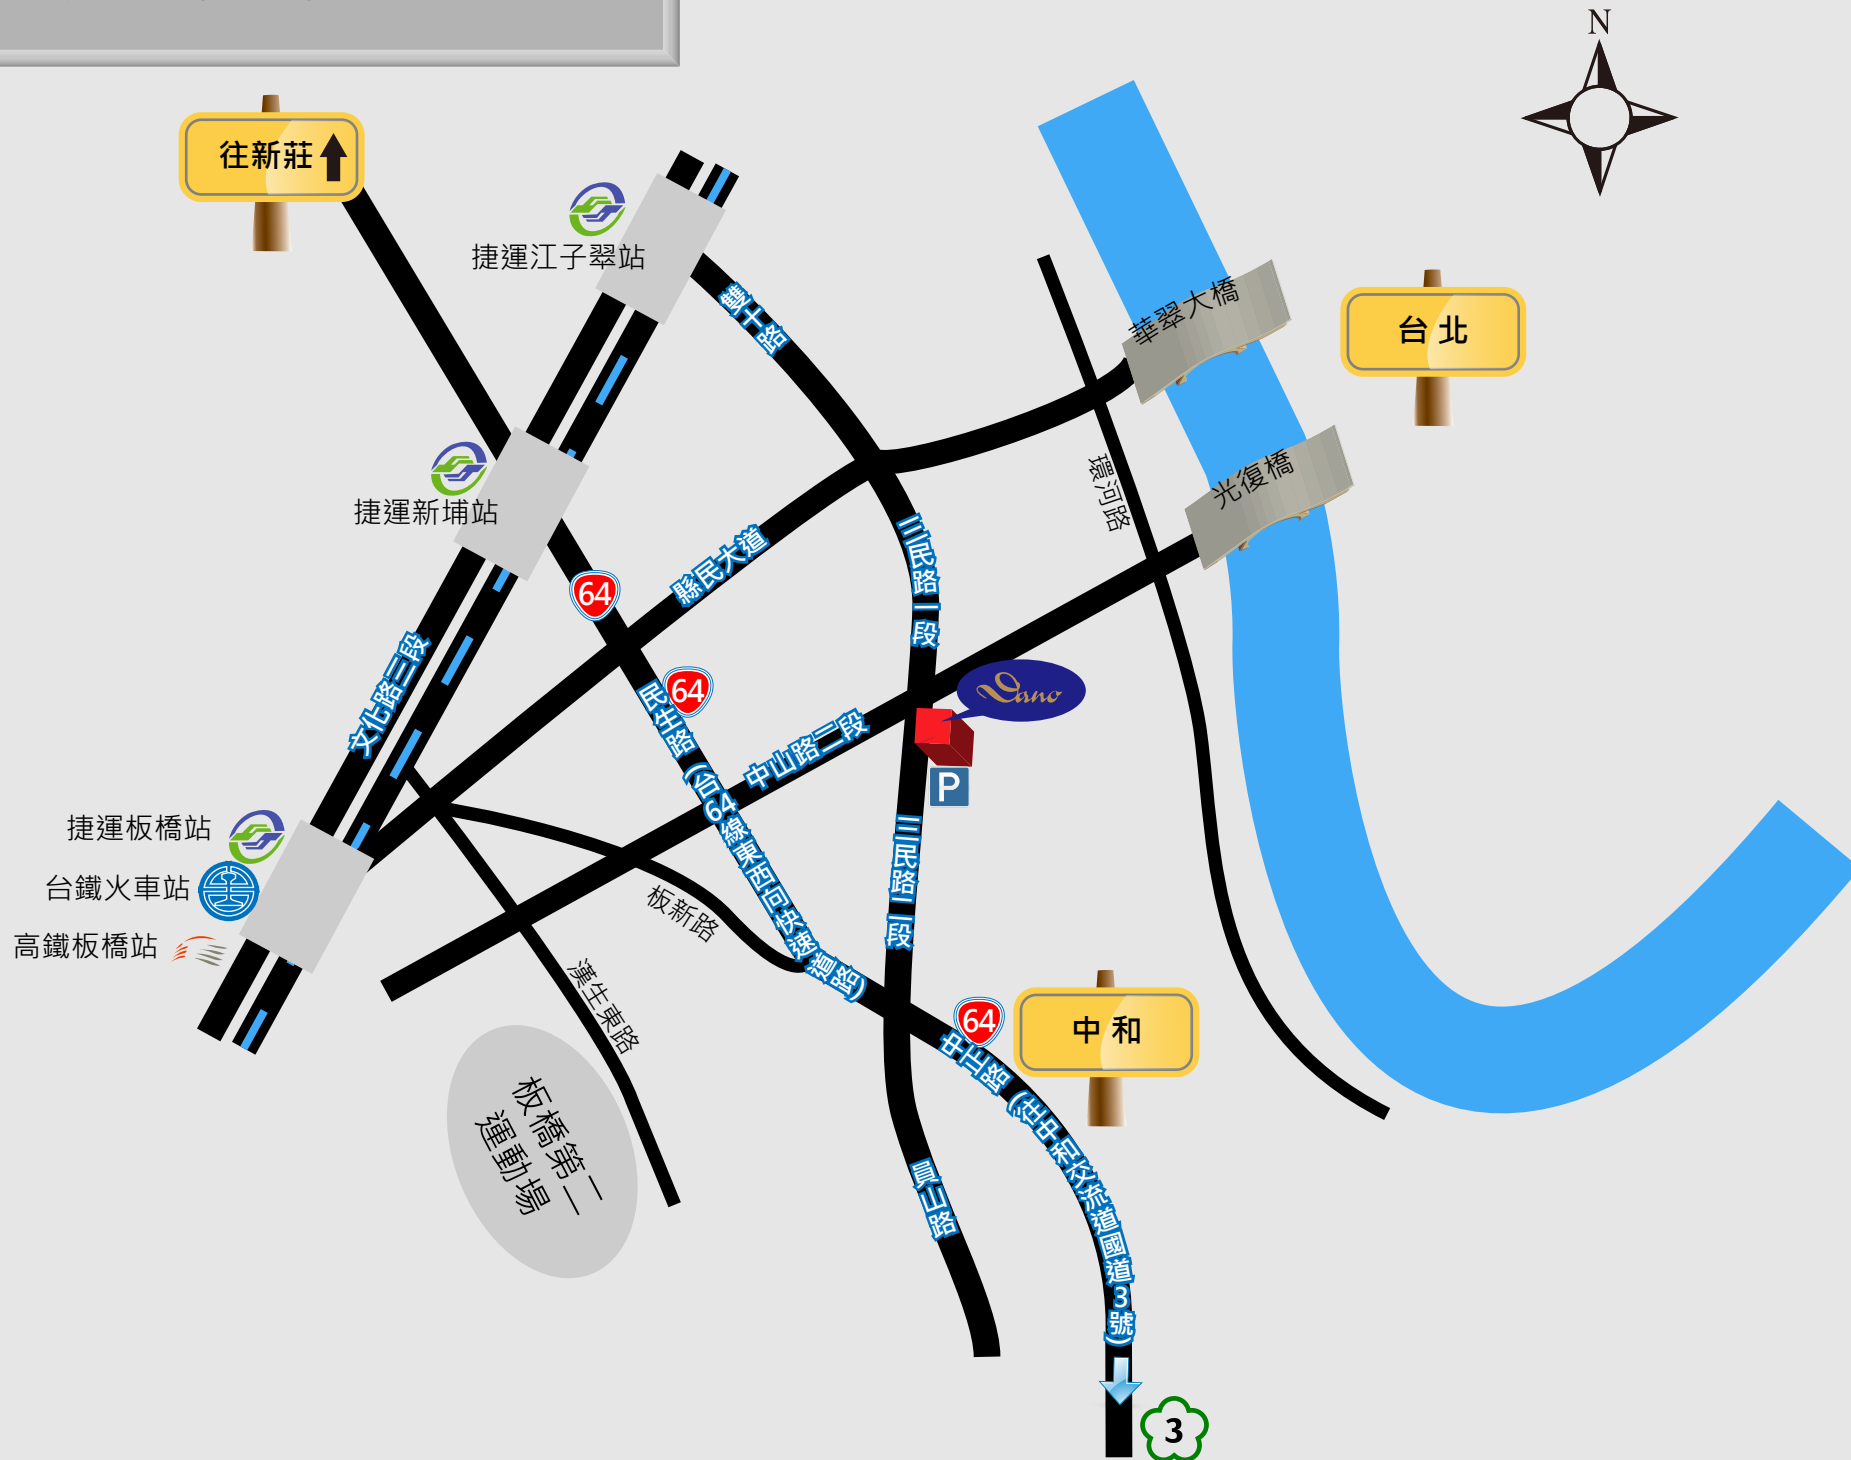 N
往新莊
捷運江子翠站
雙十路
華翠大橋
台北
捷運新埔站
光復橋
環河路
縣民大道
三民路一段
64
文化路三段
64
民生路(台64線東西向快速道路)
中山路二段
Vano
P
捷運板橋站
台鐵火車站
高鐵板橋站
三民路二段
板新路
漢生東路
64
中和
中正路(往中和交流道國道3號)
板橋第二
運動場
員山路
3